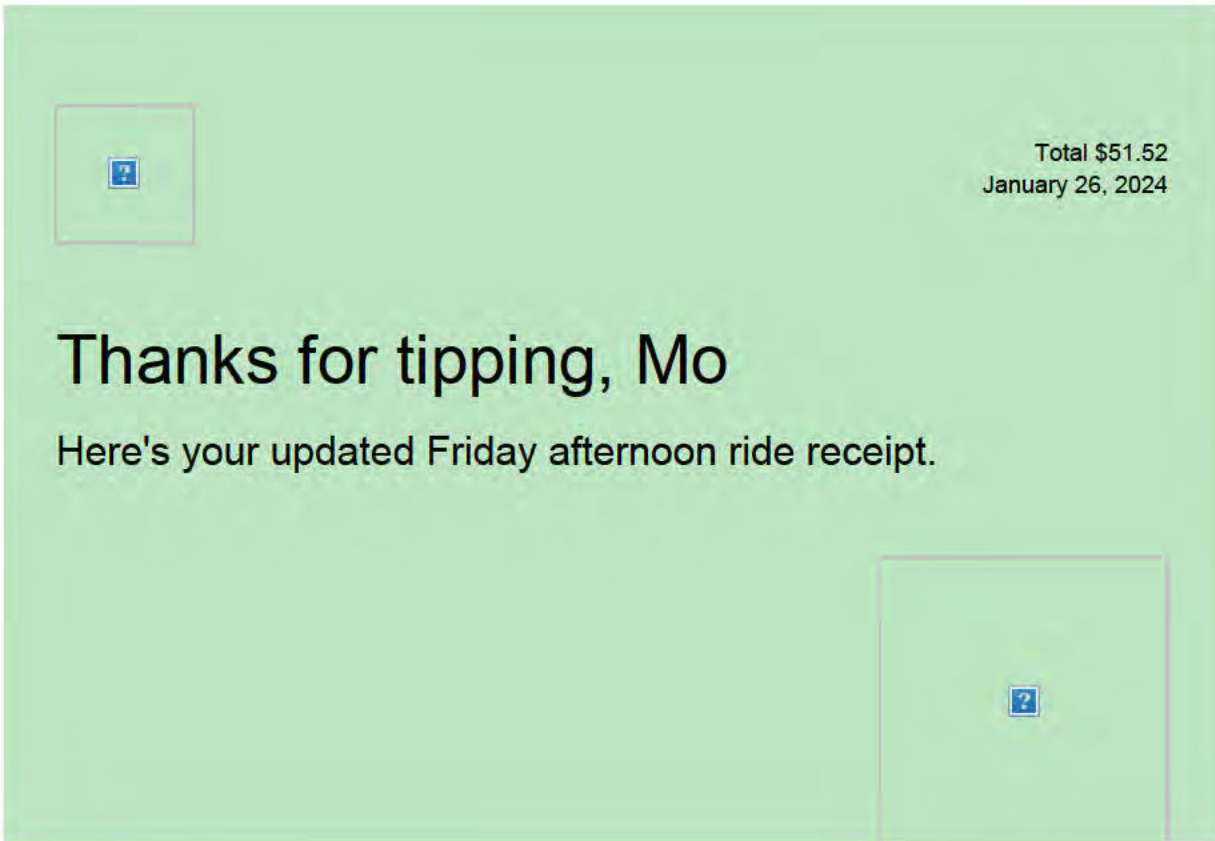 Total $51.52
January 26, 2024
Thanks for tipping, Mo
Here's your updated Friday afternoon ride receipt.